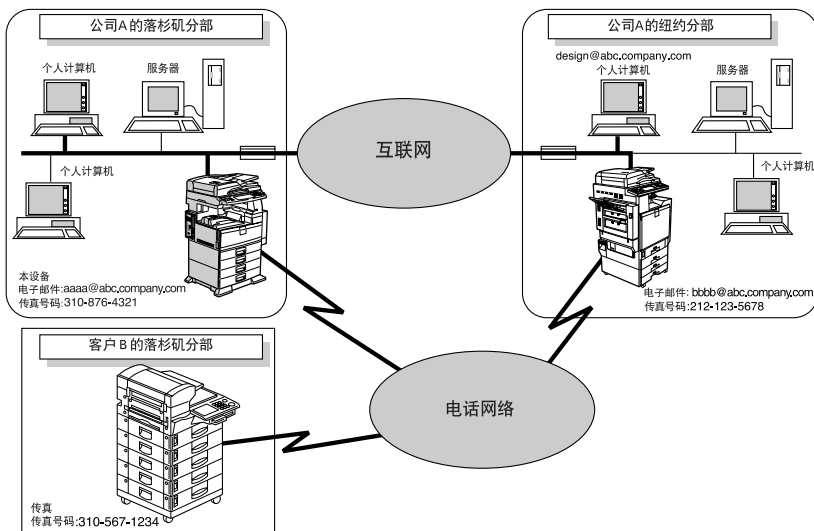 公司A的落杉矶分部
个人计算机
服务器
个人计算机
本设备
电子邮件:aaaa@abc.company.com
传真号码:310-876-4321
互联网
公司A的纽约分部
design@abc.company.com
个人计算机
服务器
个人计算机
电子邮件: bbbb@abc.company.com
传真号码:212-123-5678
客户B的落杉矶分部
传真
传真号码:310-567-1234
电话网络